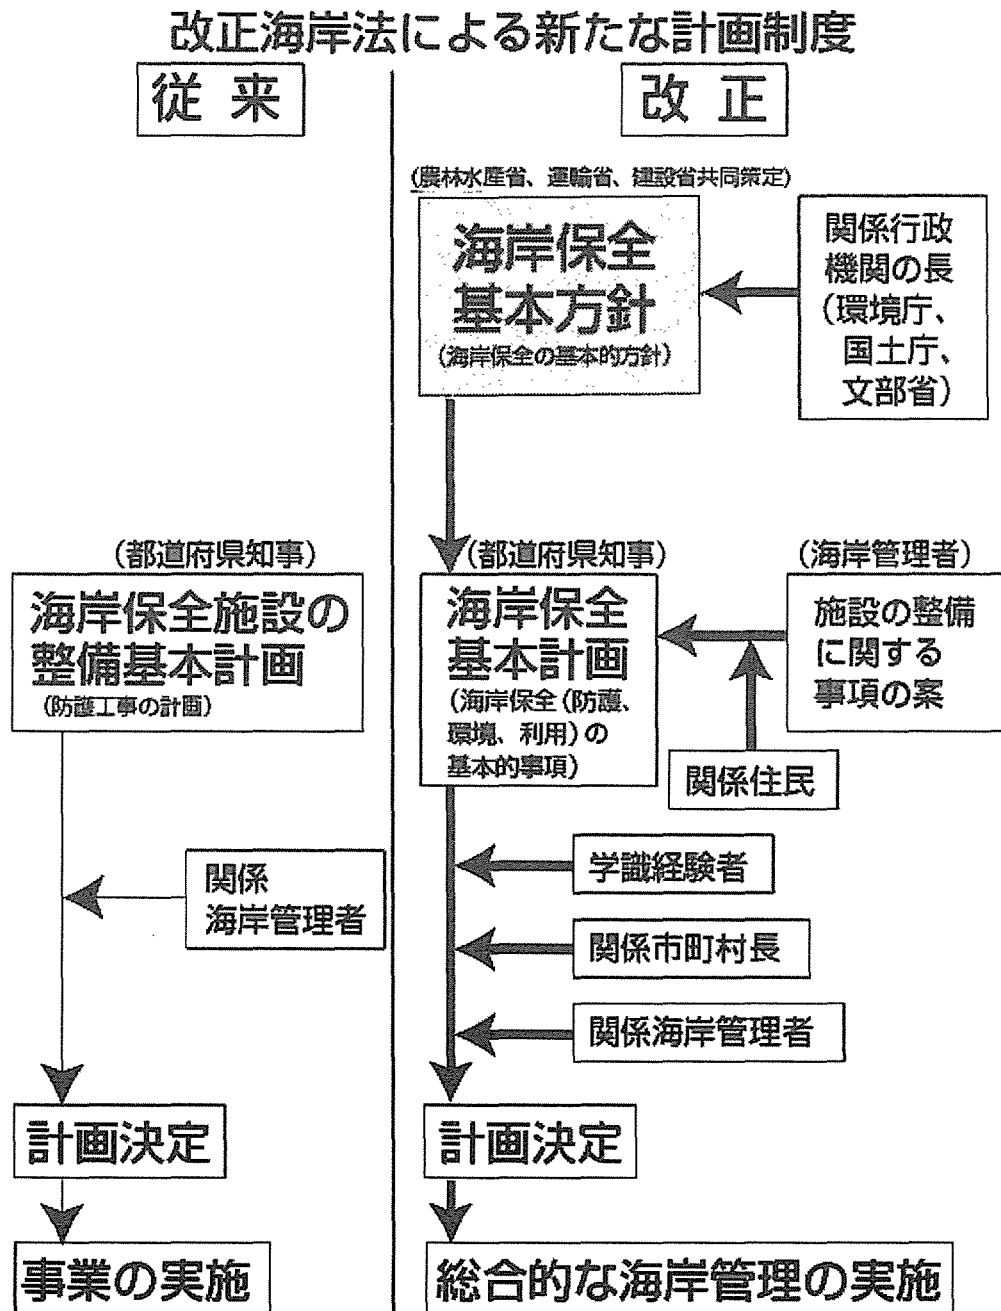 改正海岸法による新たな計画制度
従来
改正
(農林水産省、運輸省、建設省共同策定)
海岸保全
基本方針
(海岸保全の基本的方針)
関係行政
機関の長
(環境庁、
国土庁、
文部省)
(都道府県知事)
海岸保全施設の
整備基本計画
(防護工事の計画)
関係
海岸管理者
計画決定
事業の実施
(都道府県知事)
海岸保全
基本計画
(海岸保全(防護、
環境、利用)の
基本的事項)
(海岸管理者)
施設の整備
に関する
事項の案
関係住民
学識経験者
関係市町村長
関係海岸管理者
計画決定
総合的な海岸管理の実施